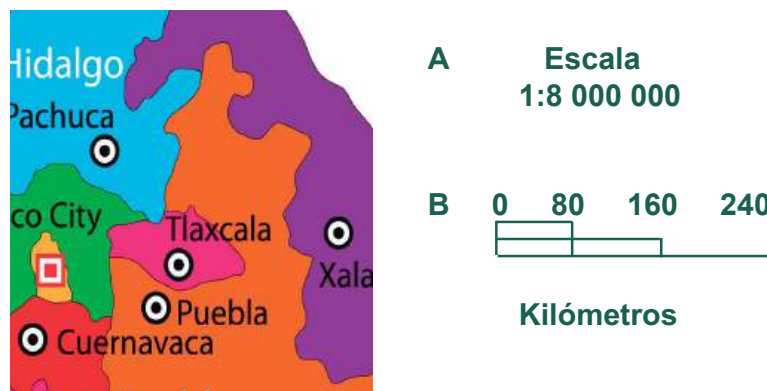 Hidalgo
Pachuca
co City
Tlaxcala
Xala
Puebla
Cuernavaca
A Escala
1:8 000 000
B 0 80 160 240
Kilómetros